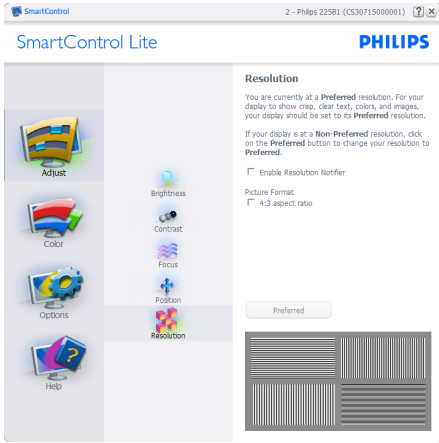 SmartControl
2 - Philips 225B1 (CS30715000001)
SmartControl Lite
PHILIPS
Adjust
Color
Options
Help
Brightness
Contrast
Focus
Position
Resolution
Resolution
You are currently at a Preferred resolution. For your
display to show crisp, clear text, colors, and images,
your display should be set to its Preferred resolution.
If your display is at a Non-Preferred resolution, click
on the Preferred button to change your resolution to
Preferred.
Enable Resolution Notifier
Picture Format
4:3 aspect ratio
Preferred